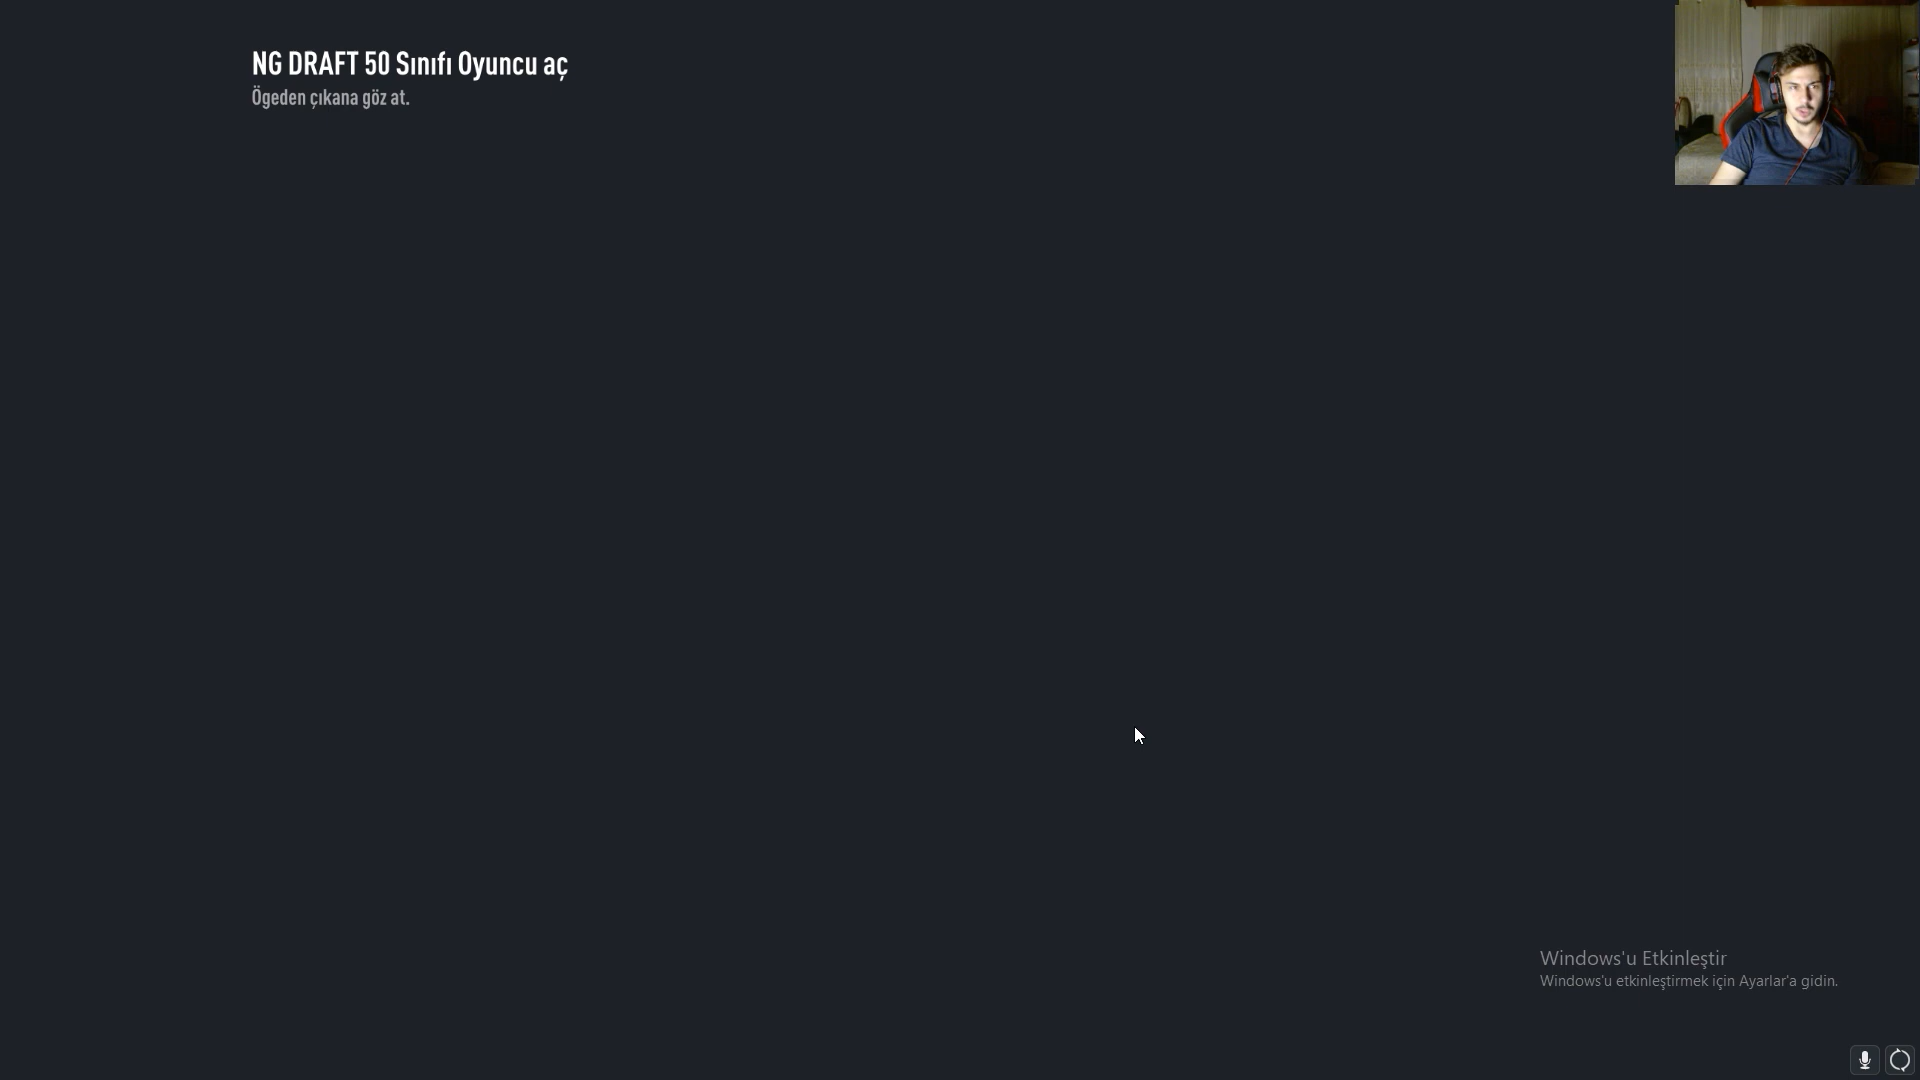 NG DRAFT 50 Sınıfı Oyuncu aç
Ögeden çıkana göz at.
Windows'u Etkinleştir
Windows'u etkinleştirmek için Ayarlar'a gidin.